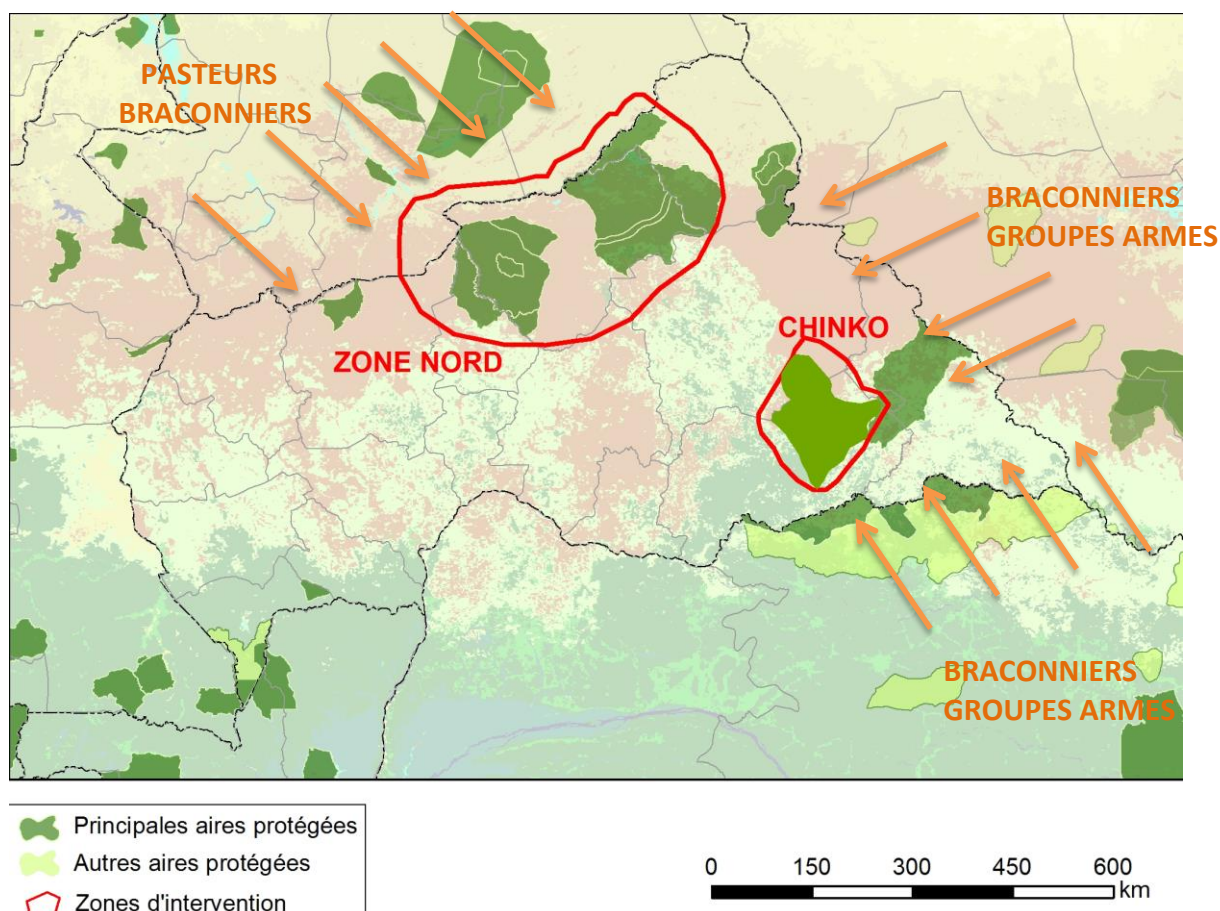 PASTEURS
BRACONNIERS
BRACONNIERS
GROUPES ARMES
CHINKO
ZONE NORD
BRACONNIERS
GROUPES ARMES
Principales aires protégées
Autres aires protégées
Zones d'intervention
0 150 300 450 600
km